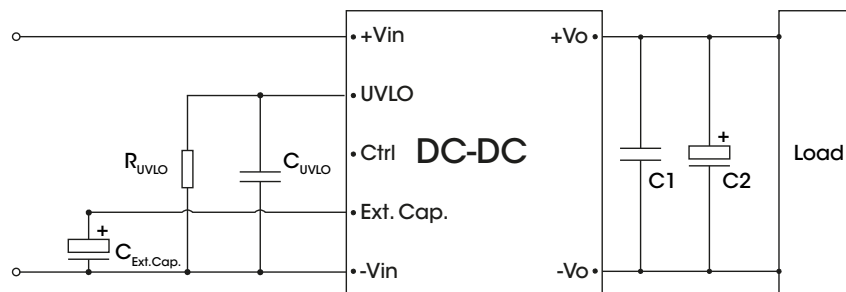 +Vin
+Vo
UVLO
R_UVLO
C_UVLO
Ctrl
DC-DC
C1
+
C2
Load
Ext. Cap.
+
C_Ext.Cap.
-Vin
-Vo